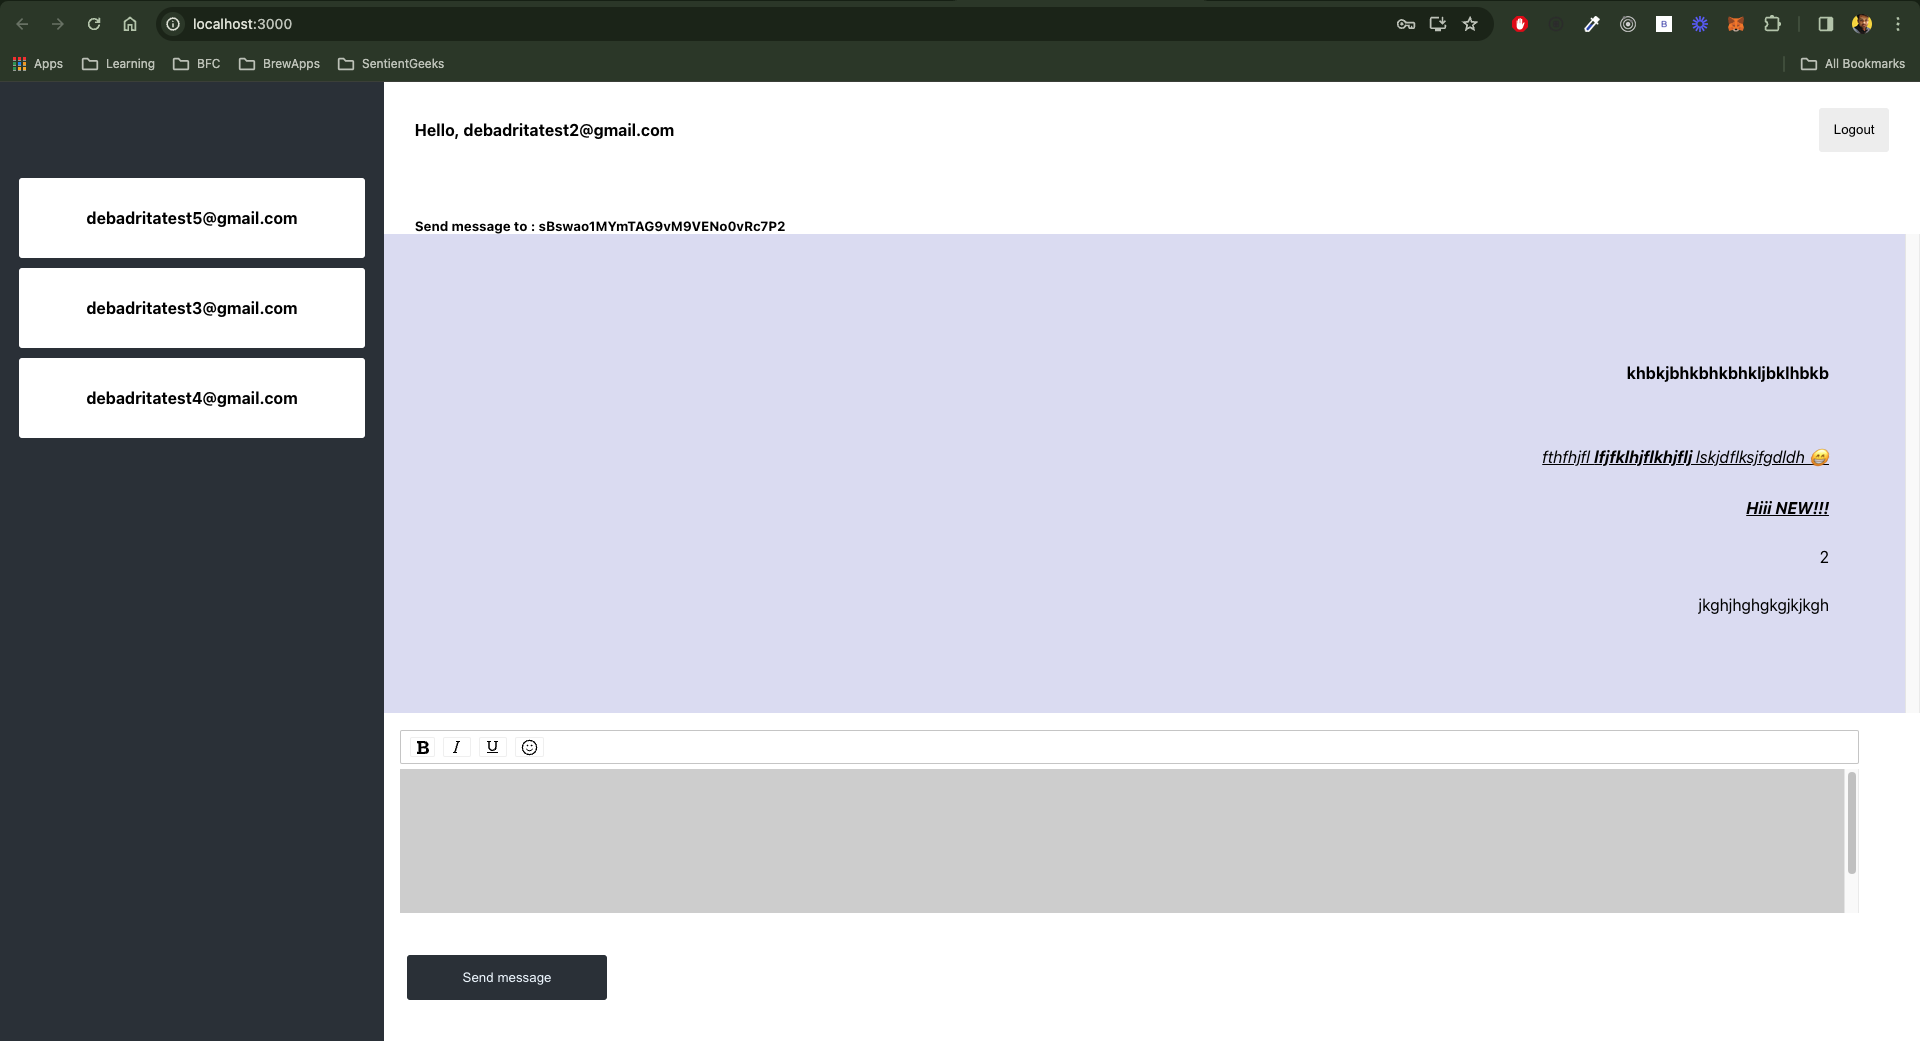 localhost:3000
Apps Learning BFC BrewApps SentientGeeks All Bookmarks
Hello, debadritatest2@gmail.com
Logout
debadritatest5@gmail.com
debadritatest3@gmail.com
debadritatest4@gmail.com
Send message to : sBswao1MYmTAG9vM9VENo0vRc7P2
khbkjbhkbhkbhkljbklhbkb
fthfhjfl lfjfklhjflkhjflj lskjdflksjfgdldh 😁
Hiii NEW!!!
2
jkghjhghgkgjkjkgh
B I U
Send message